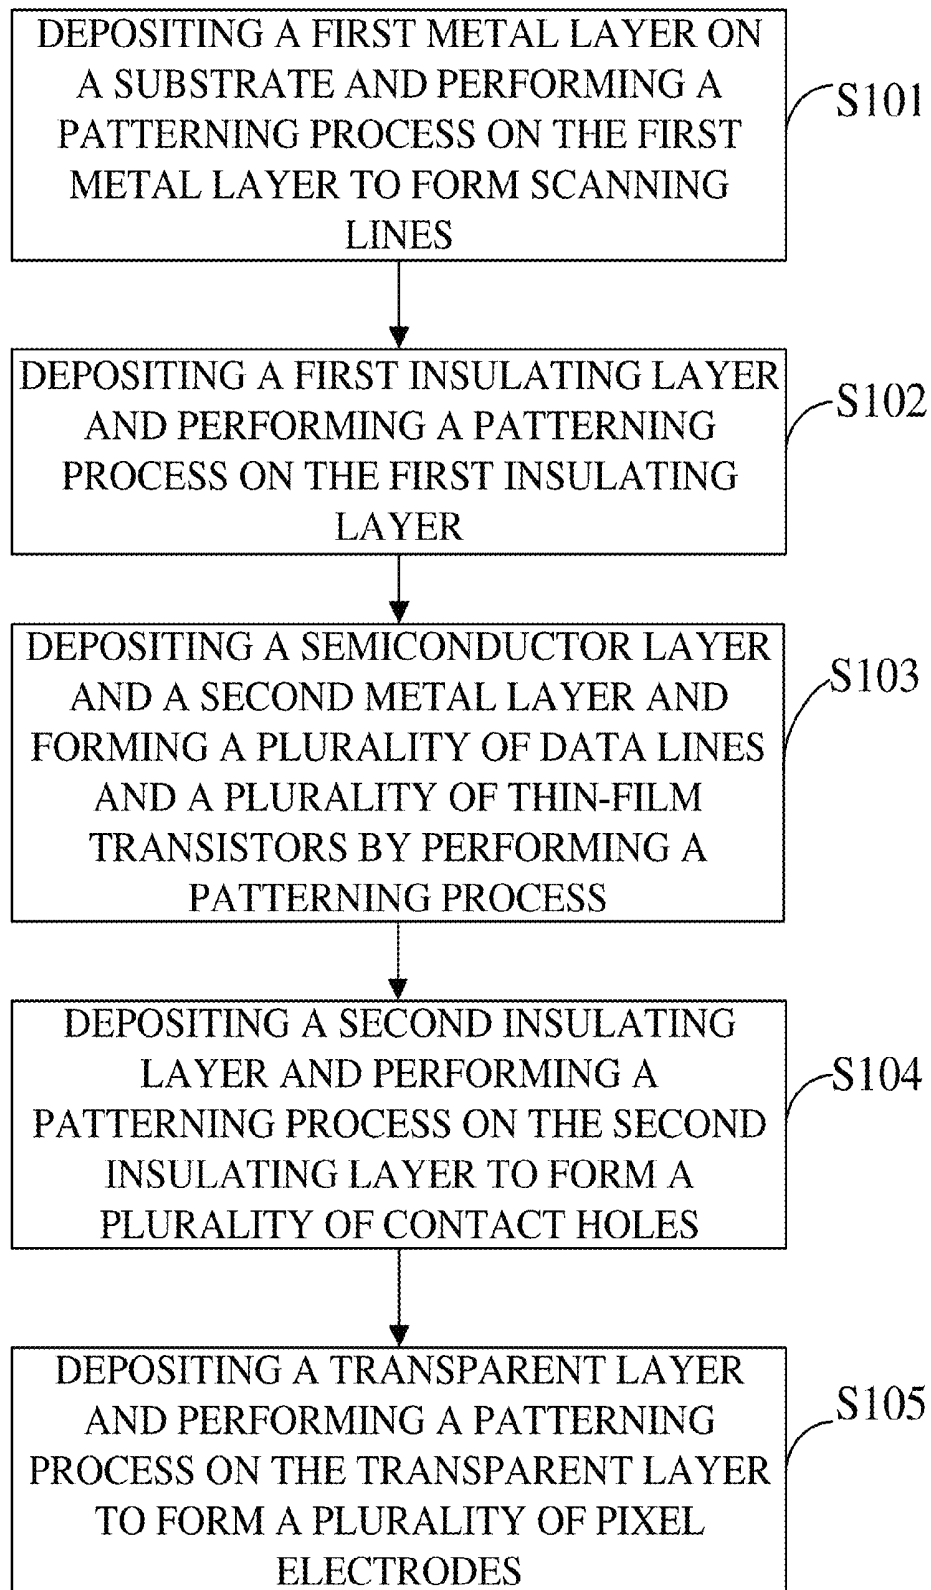 DEPOSITING A FIRST METAL LAYER ON
A SUBSTRATE AND PERFORMING A
PATTERNING PROCESS ON THE FIRST
METAL LAYER TO FORM SCANNING
LINES
S101
DEPOSITING A FIRST INSULATING LAYER
AND PERFORMING A PATTERNING
PROCESS ON THE FIRST INSULATING
LAYER
S102
DEPOSITING A SEMICONDUCTOR LAYER
AND A SECOND METAL LAYER AND
FORMING A PLURALITY OF DATA LINES
AND A PLURALITY OF THIN-FILM
TRANSISTORS BY PERFORMING A
PATTERNING PROCESS
S103
DEPOSITING A SECOND INSULATING
LAYER AND PERFORMING A
PATTERNING PROCESS ON THE SECOND
INSULATING LAYER TO FORM A
PLURALITY OF CONTACT HOLES
S104
DEPOSITING A TRANSPARENT LAYER
AND PERFORMING A PATTERNING
PROCESS ON THE TRANSPARENT LAYER
TO FORM A PLURALITY OF PIXEL
ELECTRODES
S105